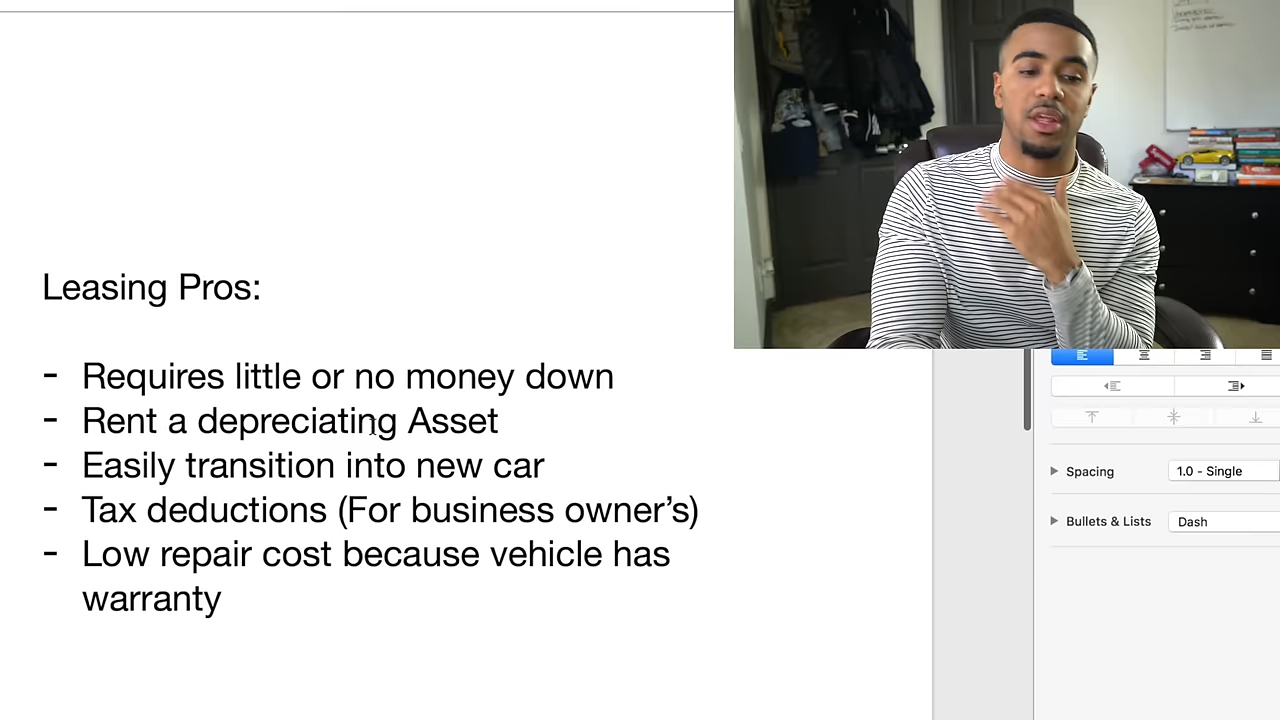 Leasing Pros:
- Requires little or no money down
- Rent a depreciating Asset
- Easily transition into new car
- Tax deductions (For business owner's)
- Low repair cost because vehicle has
warranty
Spacing
1.0 - Single
Bullets & Lists
Dash